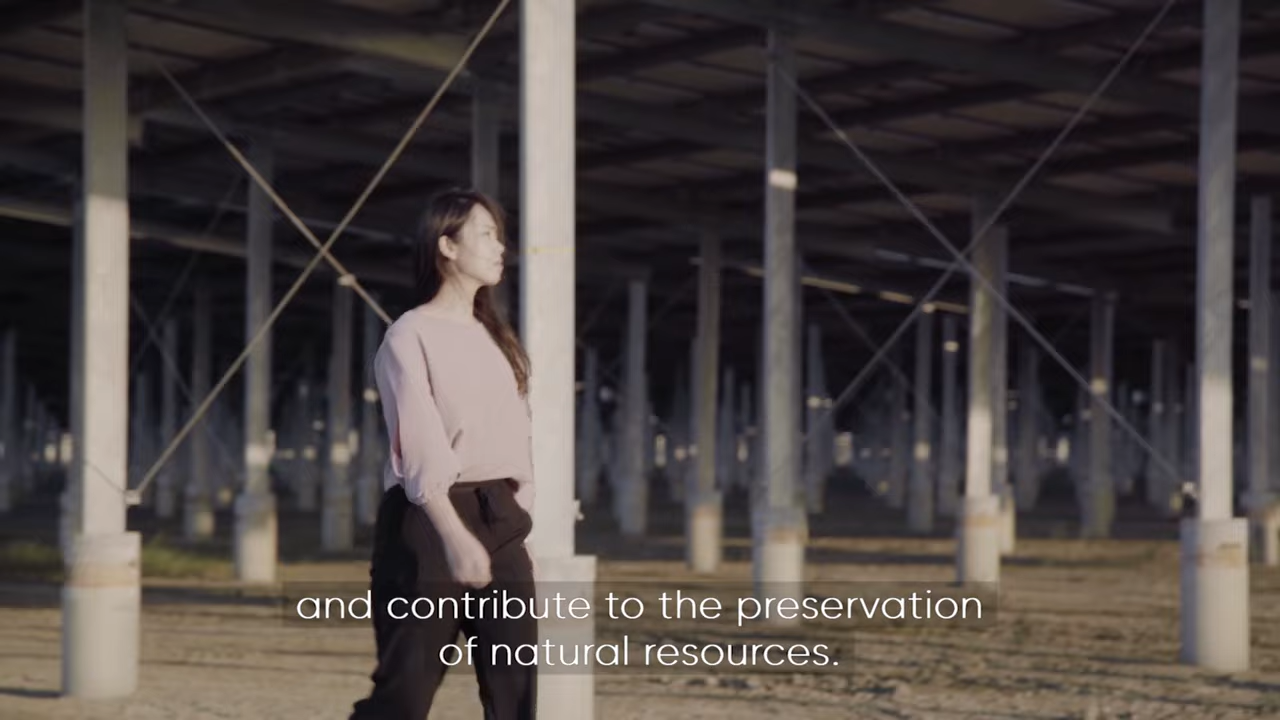 and contribute to the preservation
of natural resources.